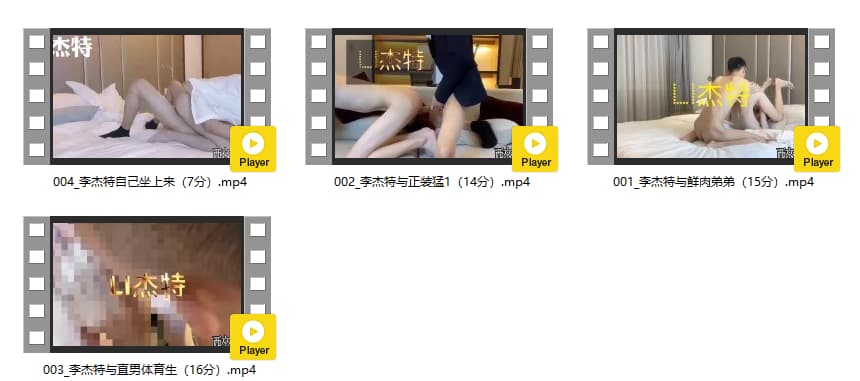 杰特
Player
004_李杰特自己坐上来（7分）.mp4
LI杰特
Player
002_李杰特与正装猛1（14分）.mp4
LI杰特
Player
001_李杰特与鲜肉弟弟（15分）.mp4
LI杰特
Player
003_李杰特与直男体育生（16分）.mp4